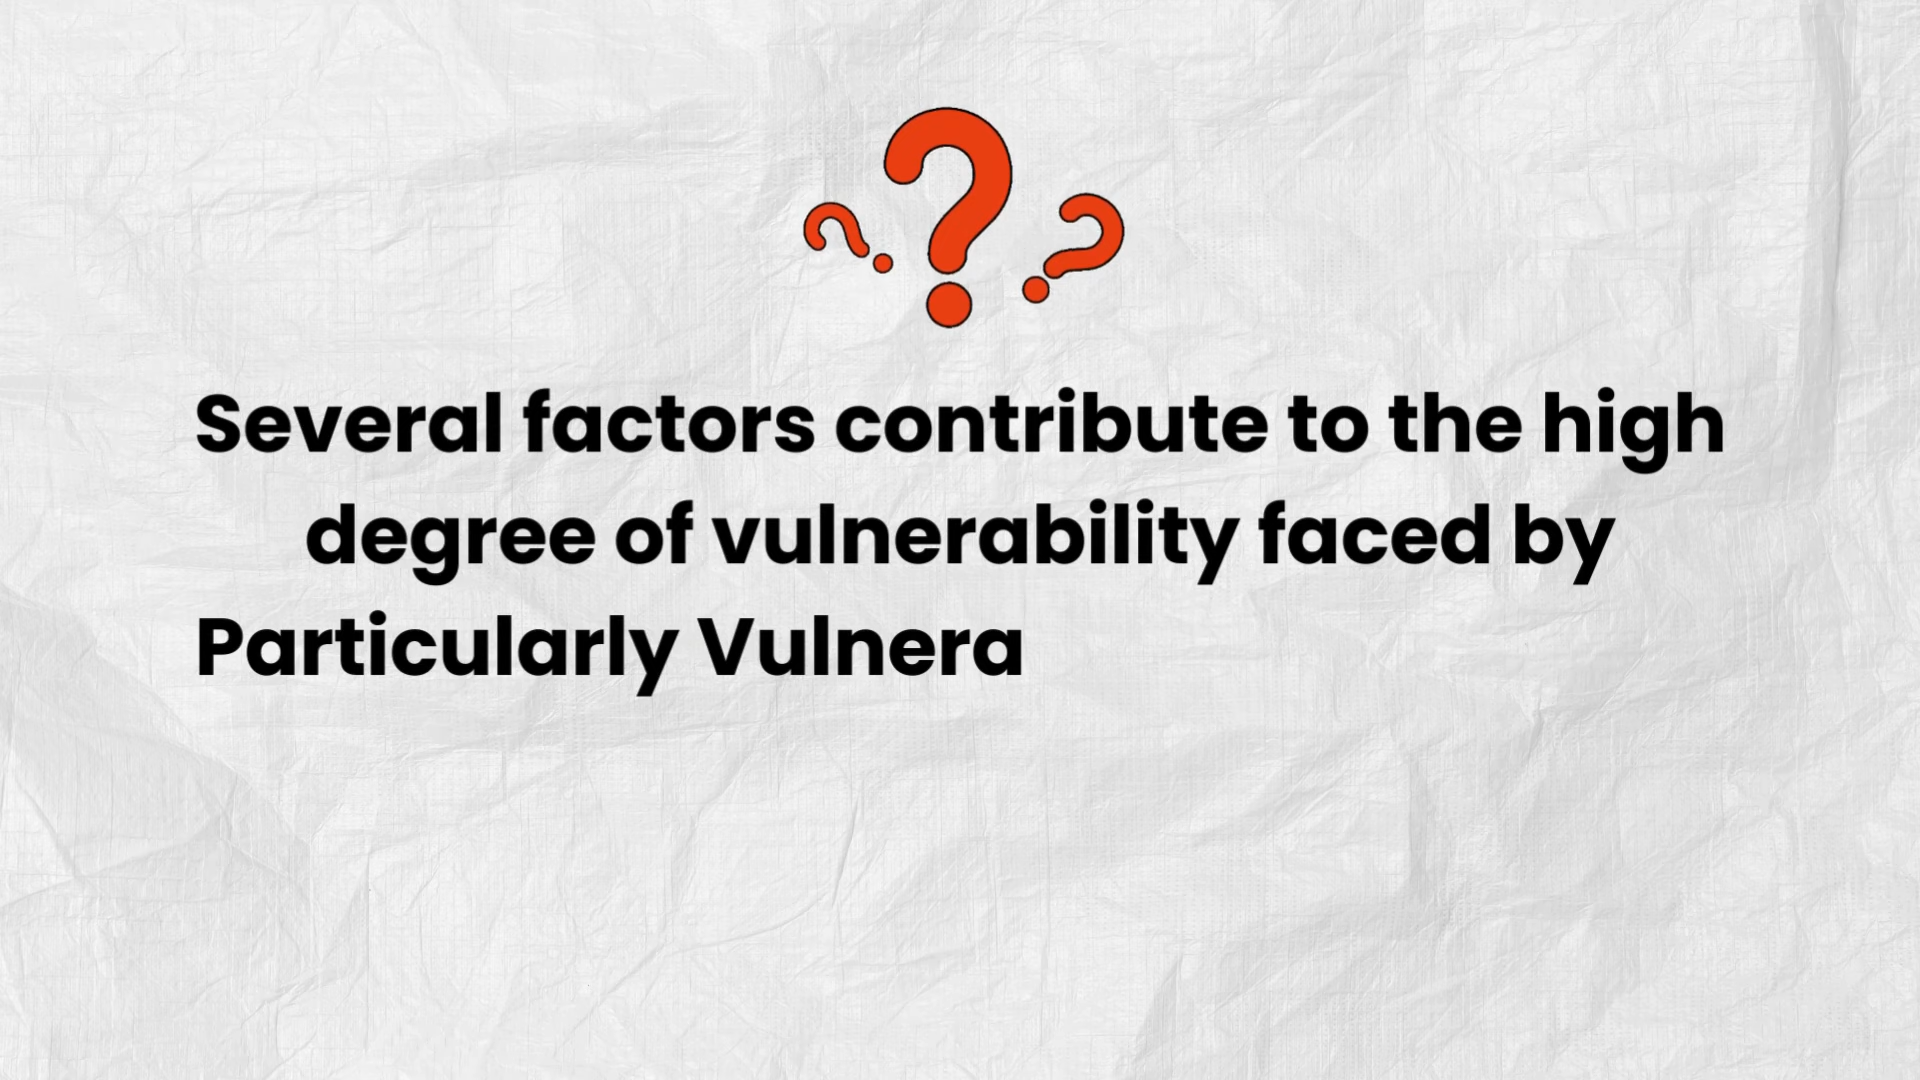 Several factors contribute to the high
degree of vulnerability faced by
Particularly Vulnera